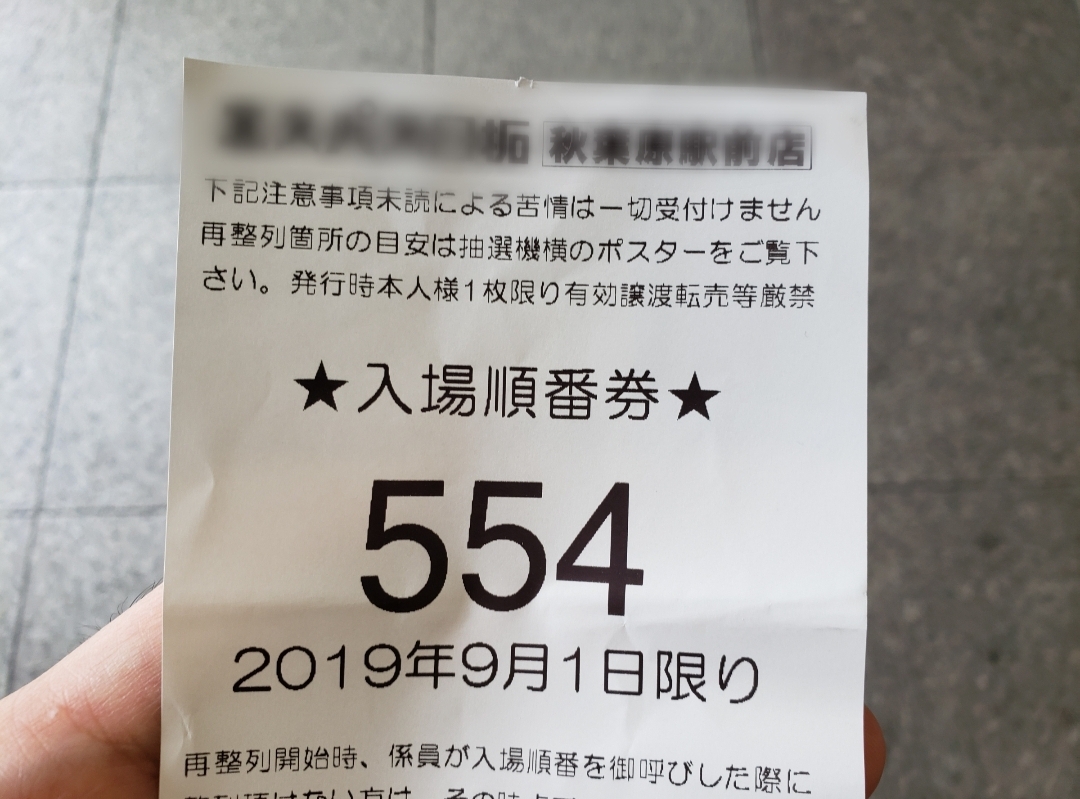 秋葉原駅前店
下記注意事項未読による苦情は一切受付けません
再整列箇所の目安は抽選機横のポスターをご覧下
さい。発行時本人様1枚限り有効譲渡転売等厳禁
★入場順番券★
554
2019年9月1日限り
再整列開始時、係員が入場順番を御呼びした際に